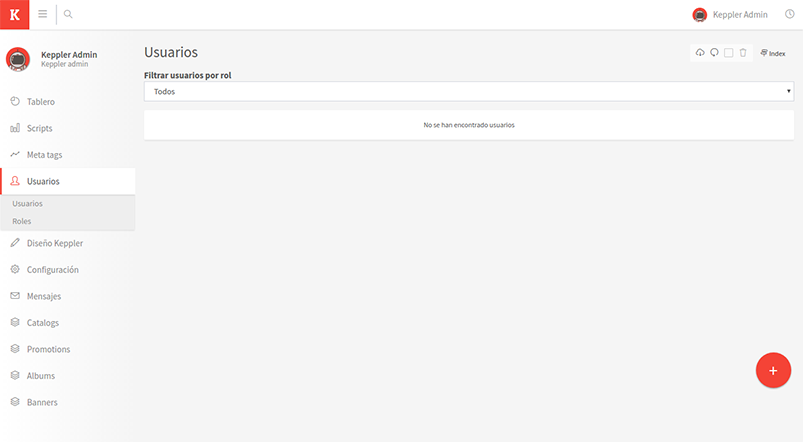 K
Keppler Admin
Keppler Admin
Keppler admin
Tablero
Scripts
Meta tags
Usuarios
Usuarios
Roles
Diseño Keppler
Configuración
Mensajes
Catalogs
Promotions
Albums
Banners
Usuarios
Index
Filtrar usuarios por rol
Todos
No se han encontrado usuarios
+